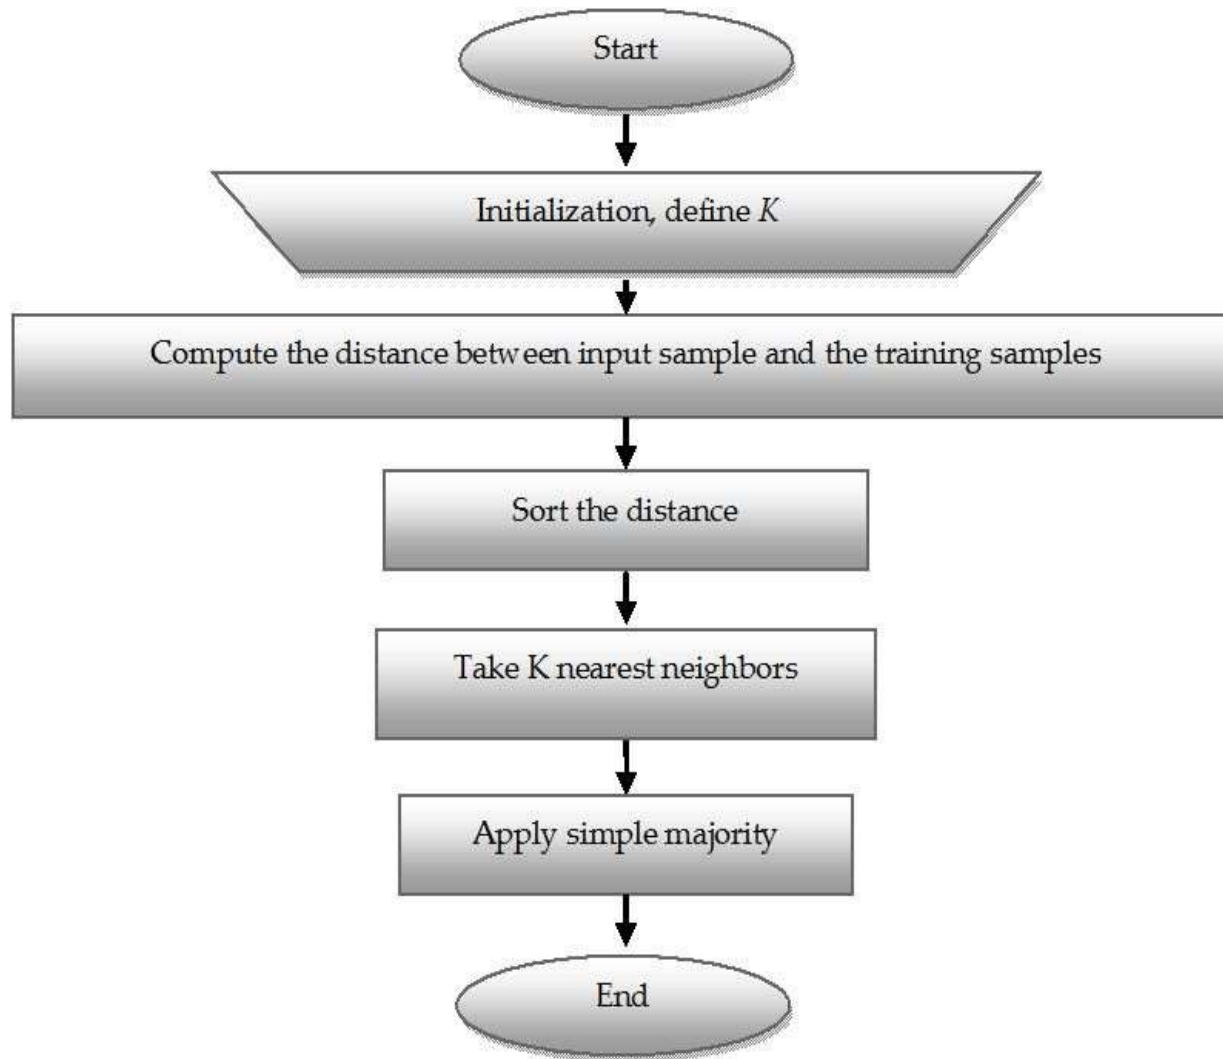 Start
Initialization, define K
Compute the distance between input sample and the training samples
Sort the distance
Take K nearest neighbors
Apply simple majority
End